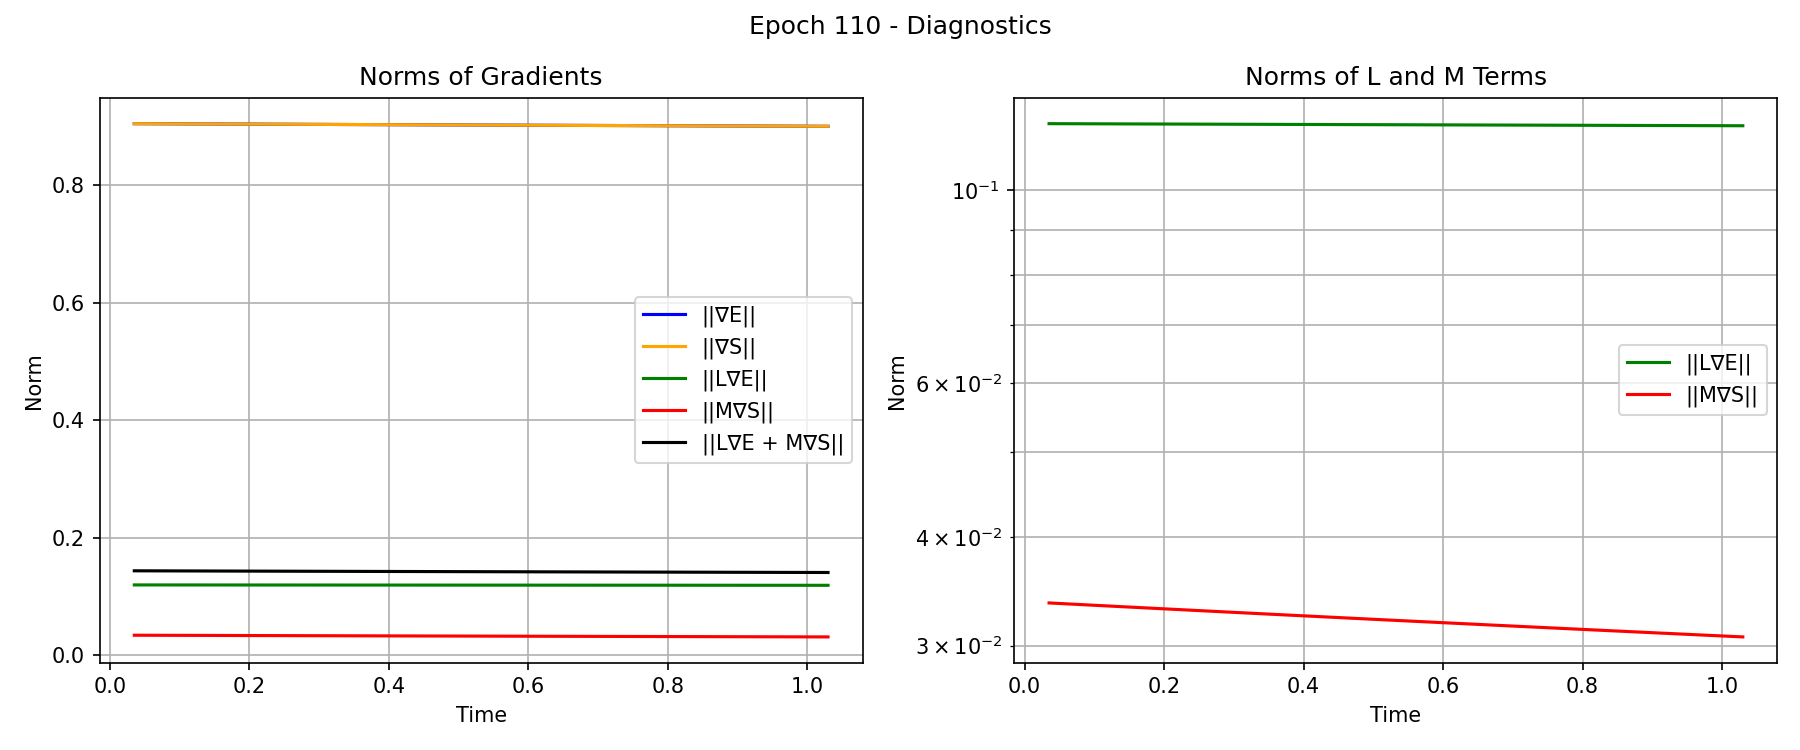 Epoch 110 - Diagnostics
Norms of Gradients
Norm
0.8
0.6
0.4
0.2
0.0
0.0 0.2 0.4 0.6 0.8 1.0
Time
||∇E||
||∇S||
||L∇E||
||M∇S||
||L∇E + M∇S||
Norms of L and M Terms
Norm
10⁻¹
6 × 10⁻²
4 × 10⁻²
3 × 10⁻²
0.0 0.2 0.4 0.6 0.8 1.0
Time
||L∇E||
||M∇S||